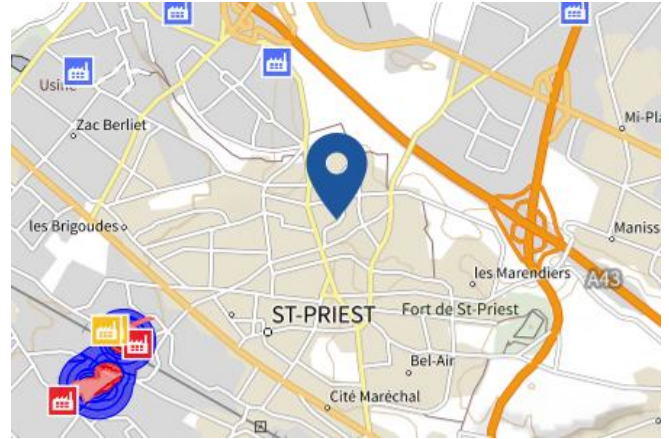 Usine
Zac Berliet
Mi-Pla
les Brigoudes
Maniss
les Marendiers
A43
ST-PRIEST
Fort de St-Priest
Bel-Air
Cité Maréchal